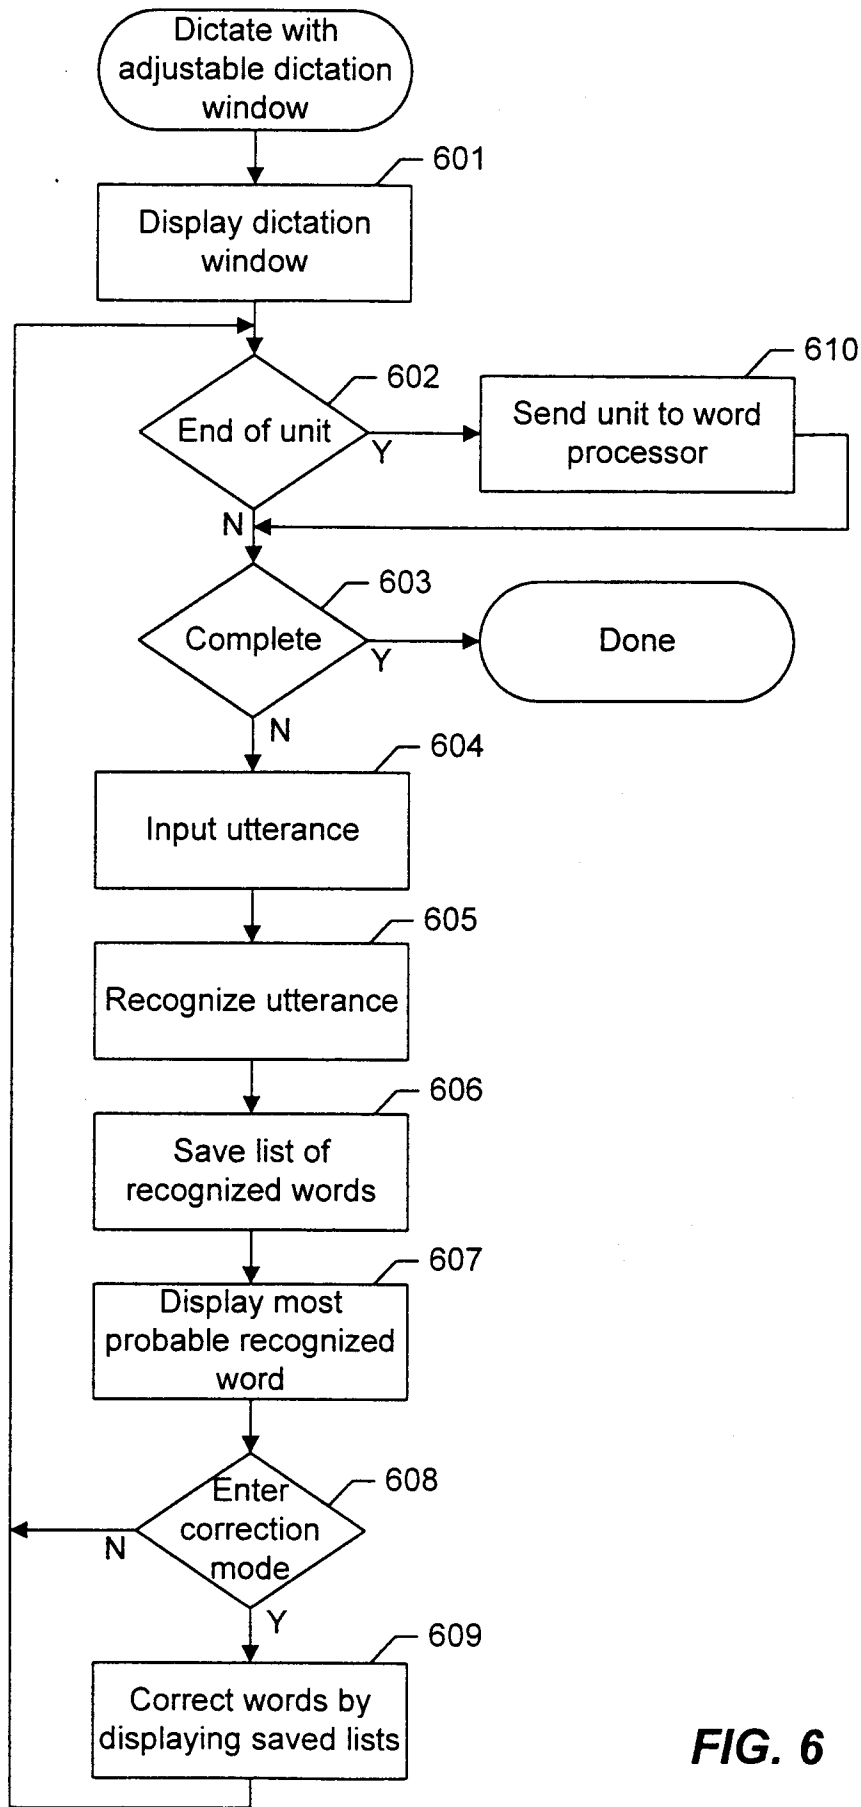 Dictate with
adjustable dictation
window
601
Display dictation
window
602
End of unit
Y
N
610
Send unit to word
processor
603
Complete
Y
N
Done
604
Input utterance
605
Recognize utterance
606
Save list of
recognized words
607
Display most
probable recognized
word
608
Enter
correction
mode
N
Y
609
Correct words by
displaying saved lists
FIG. 6